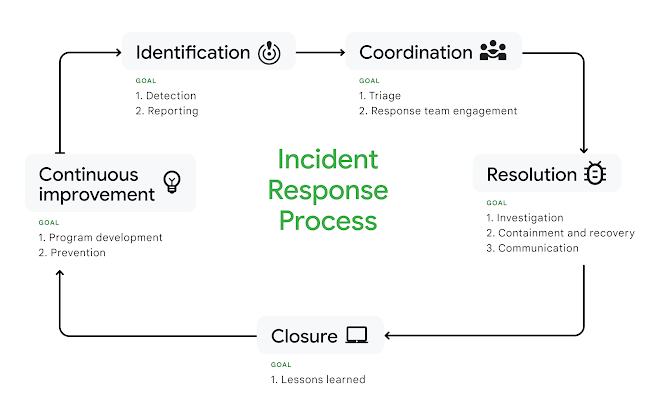 Identification
GOAL
1. Detection
2. Reporting
Coordination
GOAL
1. Triage
2. Response team engagement
Incident
Response
Process
Continuous
improvement
GOAL
1. Program development
2. Prevention
Resolution
GOAL
1. Investigation
2. Containment and recovery
3. Communication
Closure
GOAL
1. Lessons learned